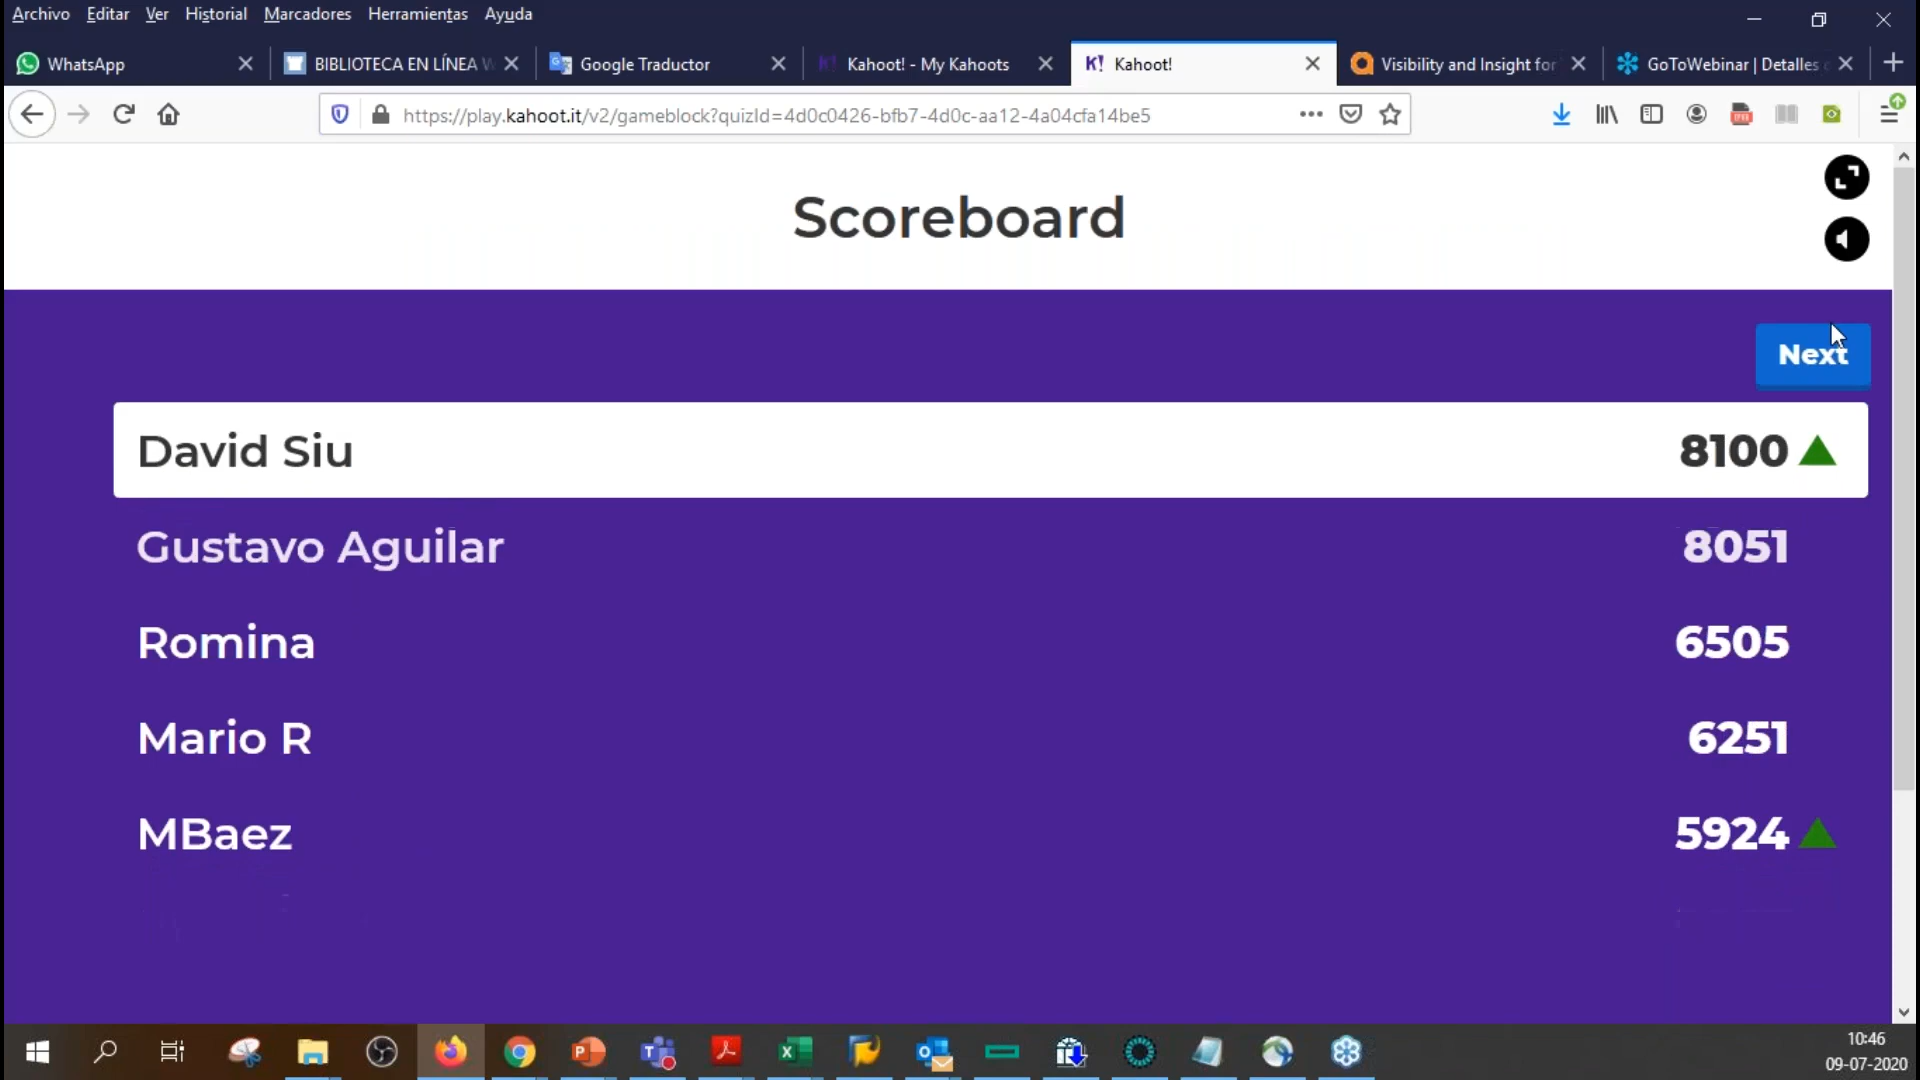 Archivo Editar Ver Historial Marcadores Herramientas Ayuda
WhatsApp BIBLIOTECA EN LÍNEA Google Traductor Kahoot! - My Kahoots K! Kahoot! Visibility and Insight for GoToWebinar | Detalles
https://play.kahoot.it/v2/gameblock?quizId=4d0c0426-bfb7-4d0c-aa12-4a04cfa14be5
Scoreboard
Next
David Siu 8100
Gustavo Aguilar 8051
Romina 6505
Mario R 6251
MBaez 5924
10:46
09-07-2020